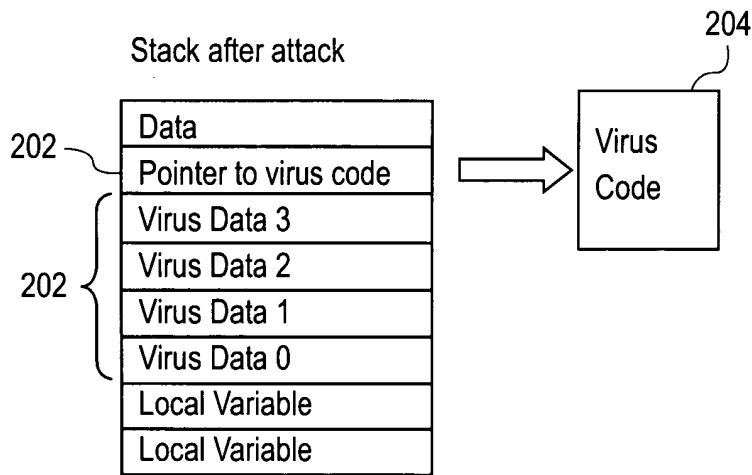 Stack after attack
204
Data
202
Pointer to virus code
Virus
Code
Virus Data 3
Virus Data 2
202
Virus Data 1
Virus Data 0
Local Variable
Local Variable